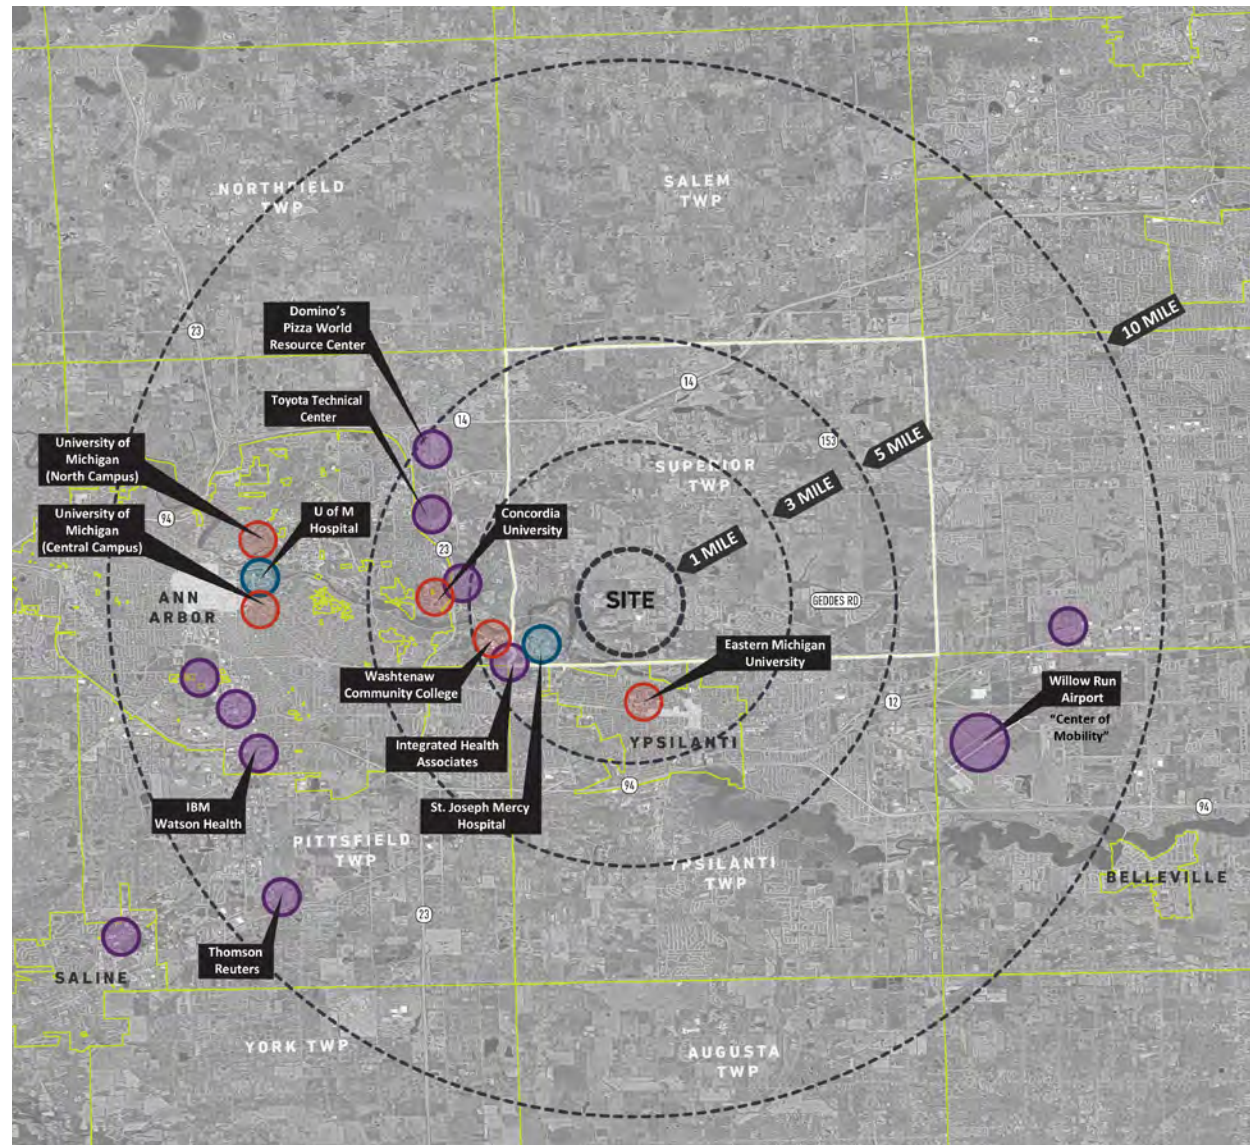 NORTHFIELD
TWP
SALEM
TWP
10 MILE
Domino's
Pizza World
Resource Center
23
14
Toyota Technical
Center
14
153
5 MILE
University of
Michigan
(North Campus)
SUPERIOR
TWP
3 MILE
U of M
Hospital
Concordia
University
94
University of
Michigan
(Central Campus)
23
1 MILE
ANN
ARBOR
SITE
GEDDES RD
Eastern Michigan
University
Washtenaw
Community College
Willow Run
Airport
"Center of
Mobility"
12
YPSILANTI
Integrated Health
Associates
94
IBM
Watson Health
St. Joseph Mercy
Hospital
94
PITTSFIELD
TWP
YPSILANTI
TWP
BELLEVILLE
23
Thomson
Reuters
SALINE
YORK TWP
AUGUSTA
TWP